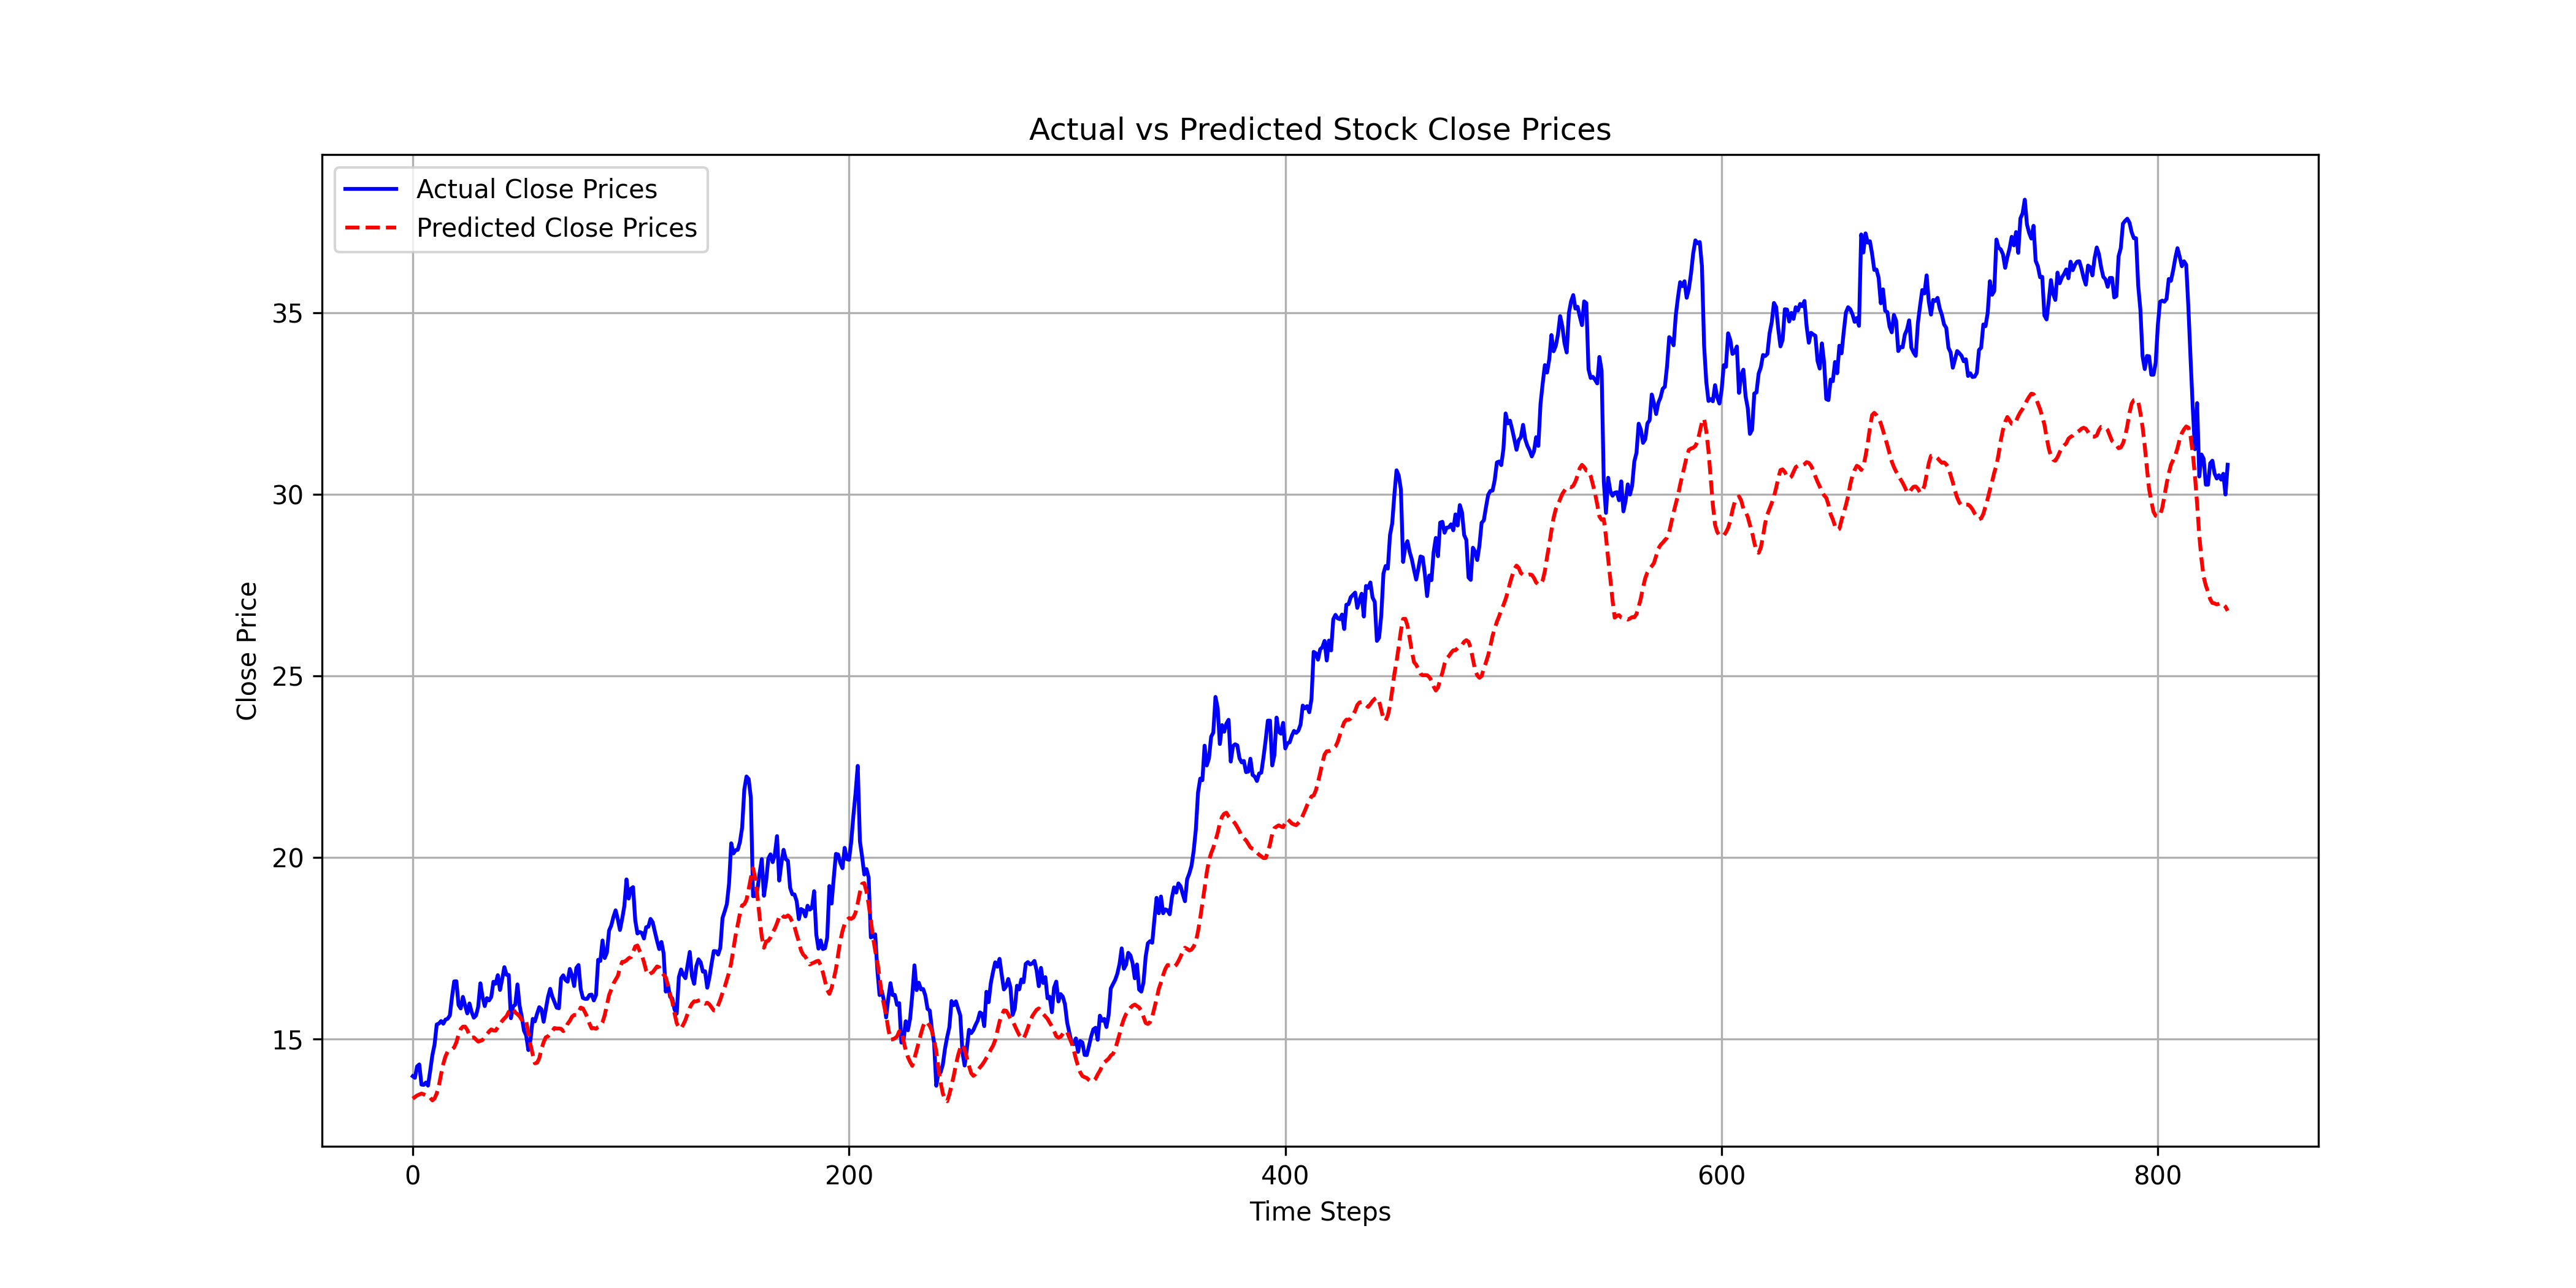 Actual vs Predicted Stock Close Prices
Actual Close Prices
Predicted Close Prices
Close Price
35
30
25
20
15
0 200 400 600 800
Time Steps